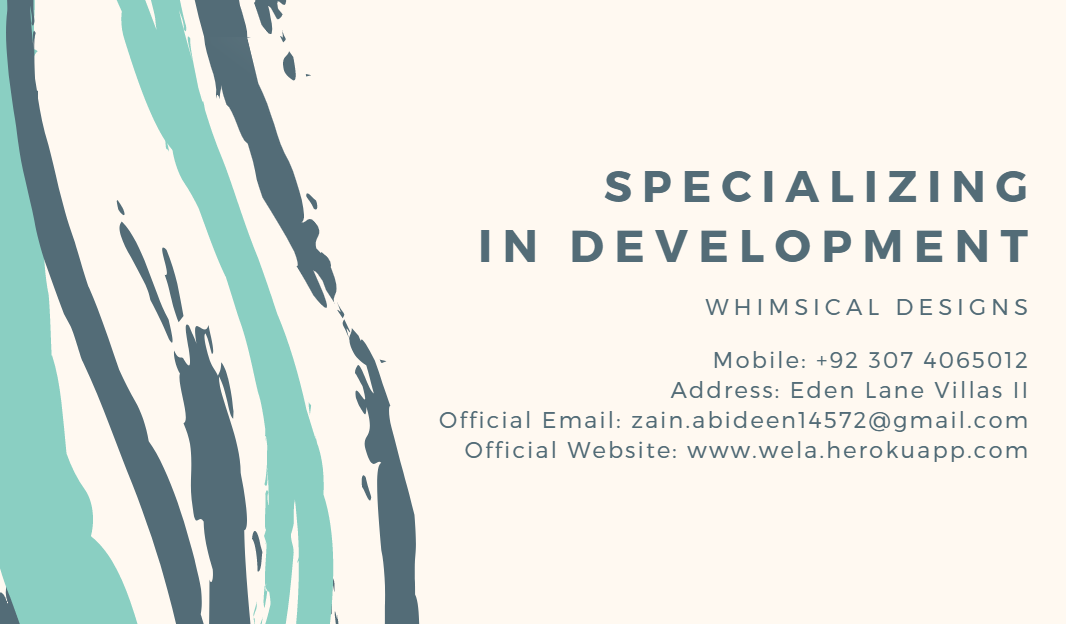 SPECIALIZING
IN DEVELOPMENT
WHIMSICAL DESIGNS
Mobile: +92 307 4065012
Address: Eden Lane Villas II
Official Email: zain.abideen14572@gmail.com
Official Website: www.wela.herokuapp.com